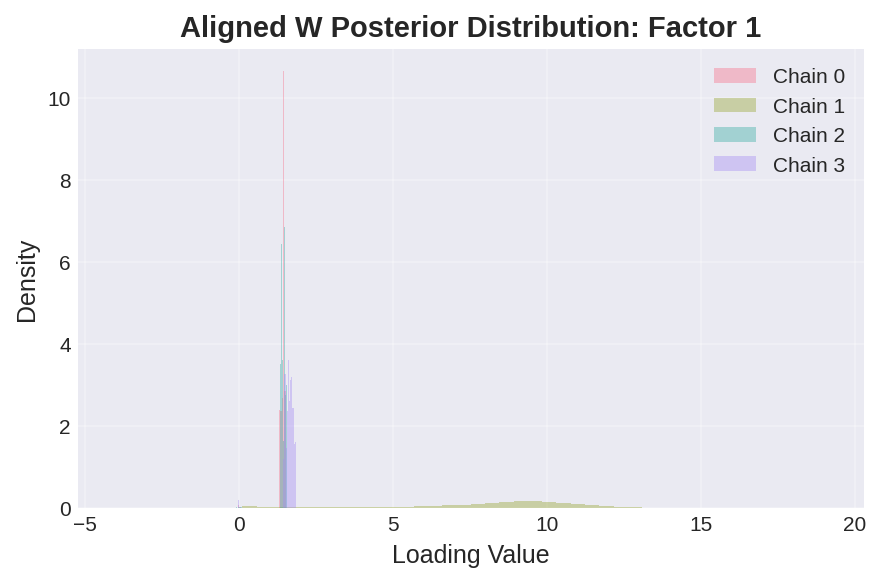 Aligned W Posterior Distribution: Factor 1
Density
10
8
6
4
2
0
Chain 0
Chain 1
Chain 2
Chain 3
−5
0
5
10
15
20
Loading Value